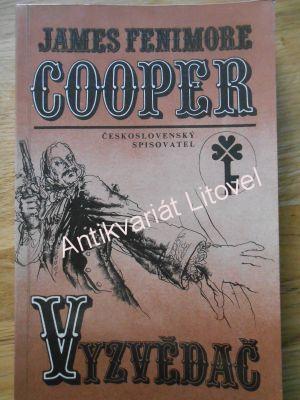 JAMES FENIMORE
COOPER
ČESKOSLOVENSKÝ
SPISOVATEL
Antikvariát Litovel
VYZVĚDAČ